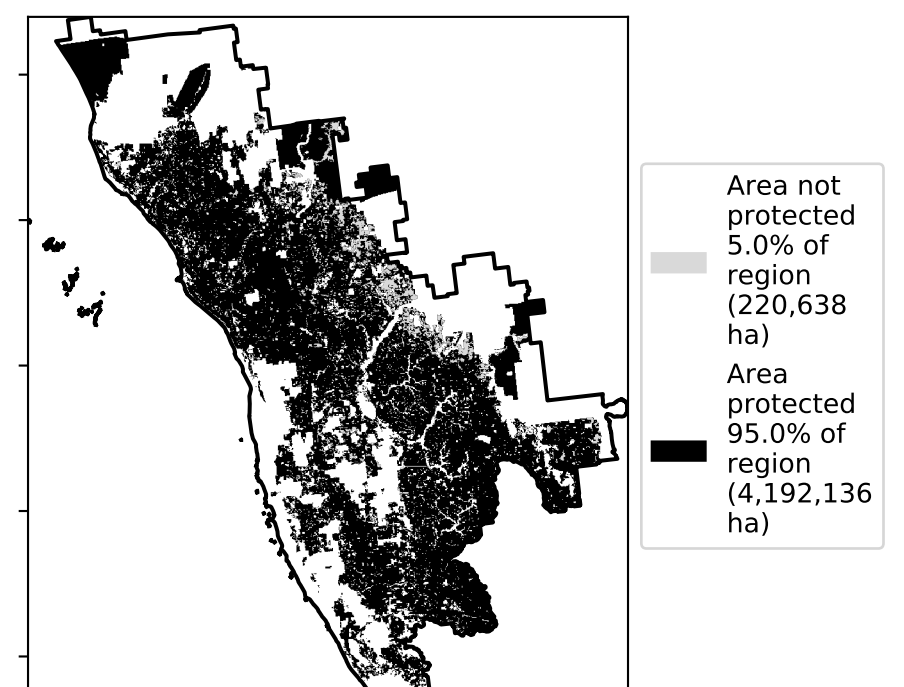 Area not
protected
5.0% of
region
(220,638
ha)
Area
protected
95.0% of
region
(4,192,136
ha)